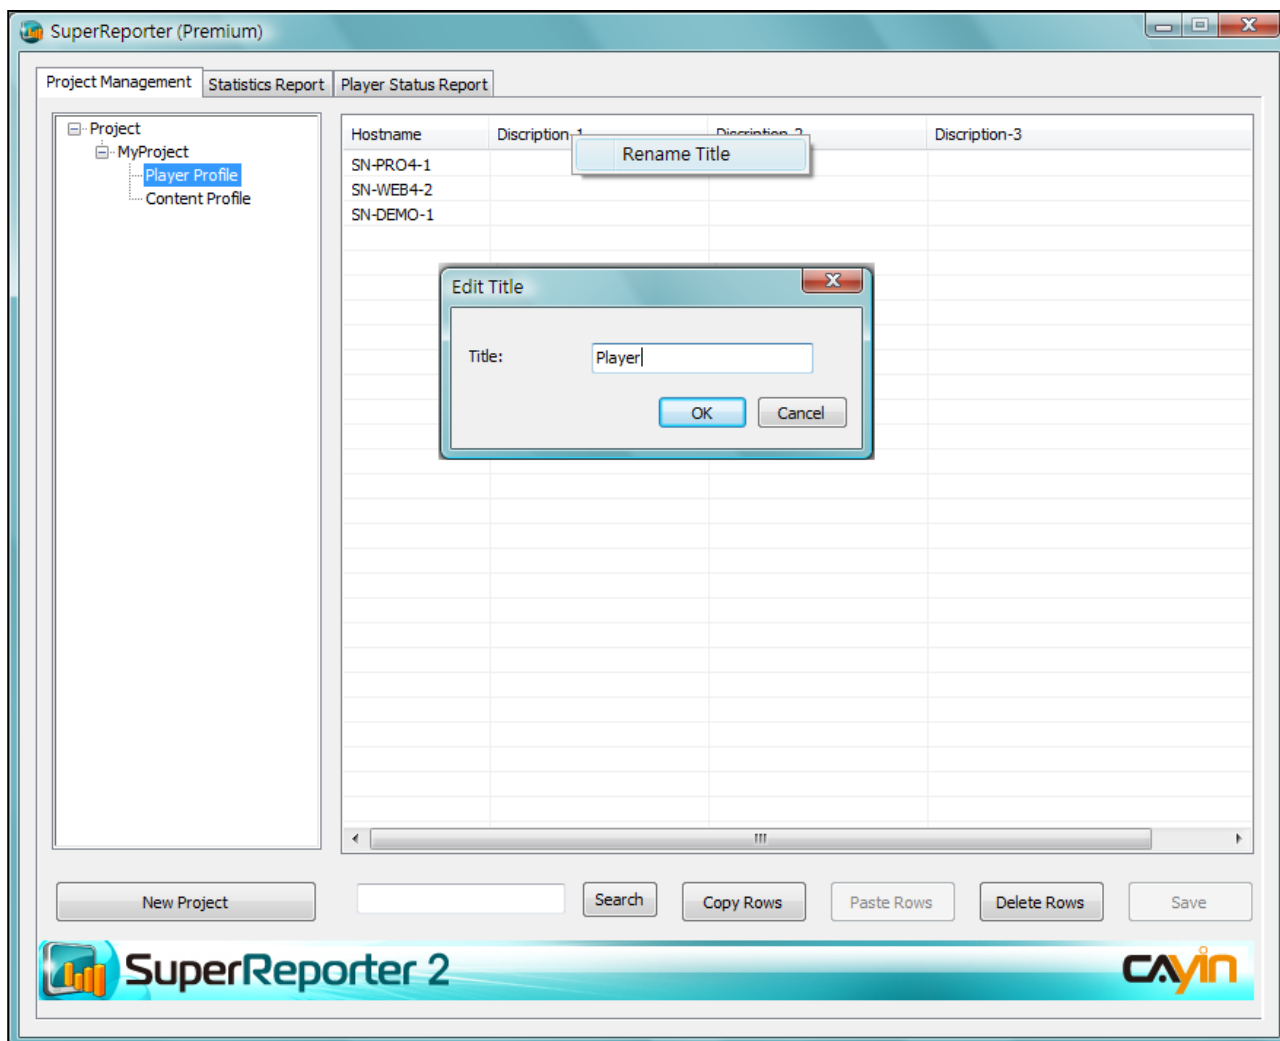 SuperReporter (Premium)
Project Management Statistics Report Player Status Report
Project
MyProject
Player Profile
Content Profile
Hostname Discription-1 Discription-2 Discription-3
Rename Title
SN-PRO4-1
SN-WEB4-2
SN-DEMO-1
Edit Title
Title: Player
OK Cancel
New Project Search Copy Rows Paste Rows Delete Rows Save
SuperReporter 2 CAYIN